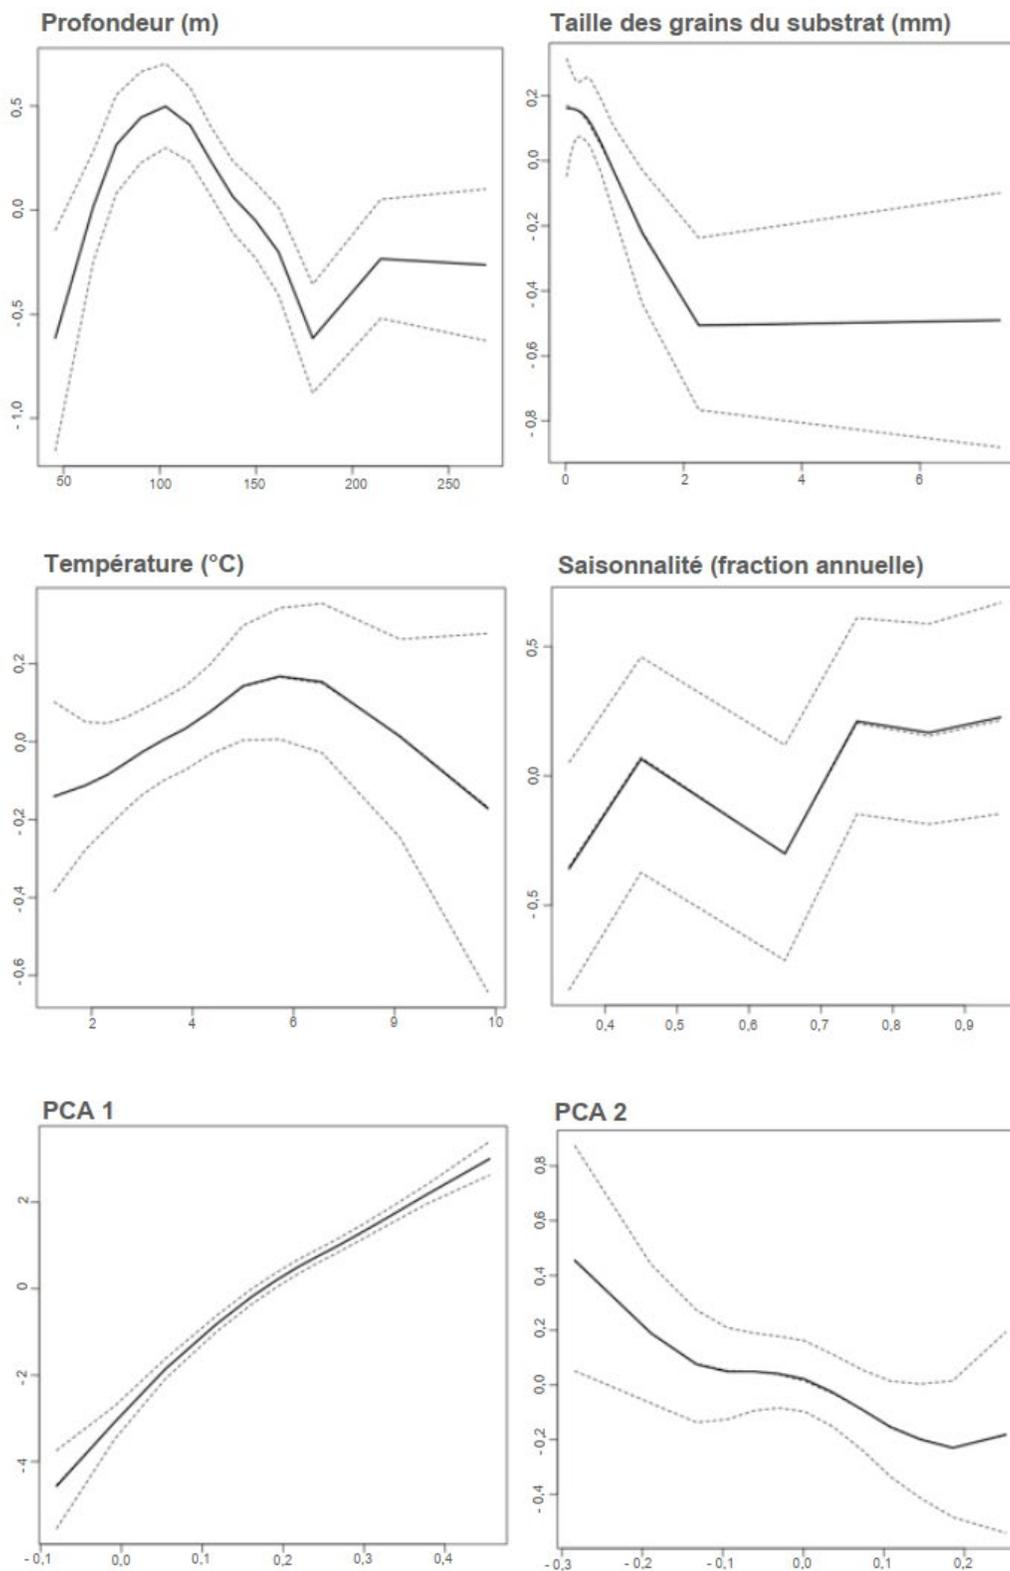 Profondeur (m)
0,5
0,0
- 0,5
- 1,0
50 100 150 200 250
Taille des grains du substrat (mm)
0,2
0,0
- 0,2
- 0,4
- 0,6
- 0,8
0 2 4 6
Température (°C)
0,2
0,0
- 0,2
- 0,4
- 0,6
2 4 6 9 10
Saisonnalité (fraction annuelle)
0,5
0,0
- 0,5
0,4 0,5 0,6 0,7 0,8 0,9
PCA 1
2
0
- 2
- 4
- 0,1 0,0 0,1 0,2 0,3 0,4
PCA 2
0,8
0,6
0,4
0,2
0,0
- 0,2
- 0,4
- 0,3 - 0,2 - 0,1 0,0 0,1 0,2